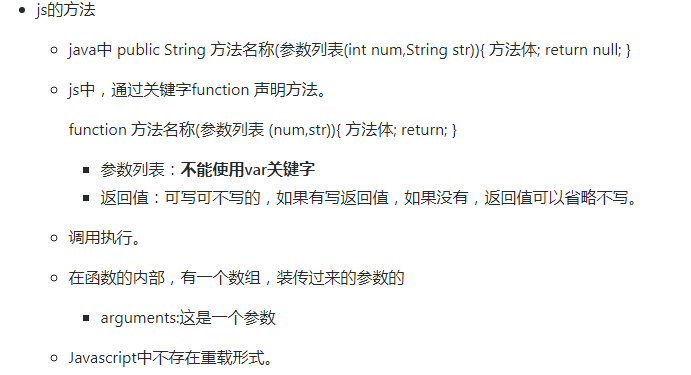 js的方法
java中 public String 方法名称(参数列表(int num,String str)){ 方法体; return null; }
js中，通过关键字function 声明方法。
function 方法名称(参数列表 (num,str)){ 方法体; return; }
参数列表：不能使用var关键字
返回值：可写可不写的，如果有写返回值，如果没有，返回值可以省略不写。
调用执行。
在函数的内部，有一个数组，装传过来的参数的
arguments:这是一个参数
Javascript中不存在重载形式。